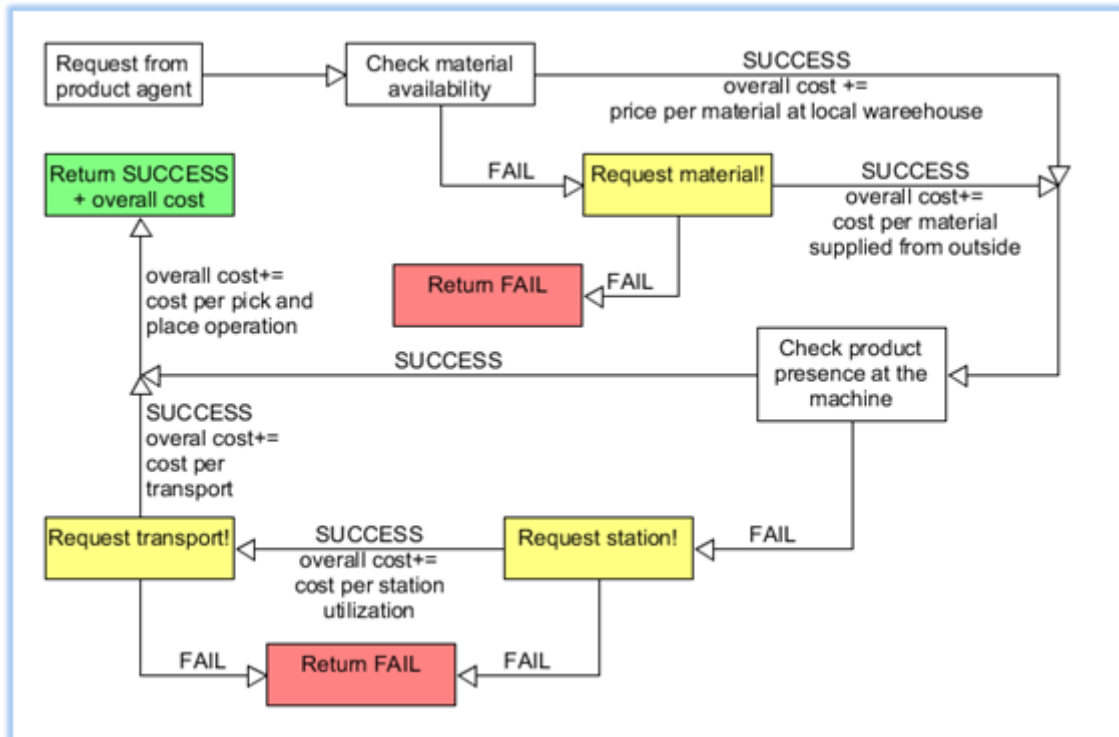 Request from
product agent
Check material
availability
SUCCESS
overall cost +=
price per material at local wareehouse
Return SUCCESS
+ overall cost
FAIL
Request material!
SUCCESS
overall cost+=
cost per material
supplied from outside
overall cost+=
cost per pick and
place operation
Return FAIL
FAIL
SUCCESS
Check product
presence at the
machine
SUCCESS
overal cost+=
cost per
transport
Request transport!
SUCCESS
overall cost+=
cost per station
utilization
Request station!
FAIL
FAIL
Return FAIL
FAIL